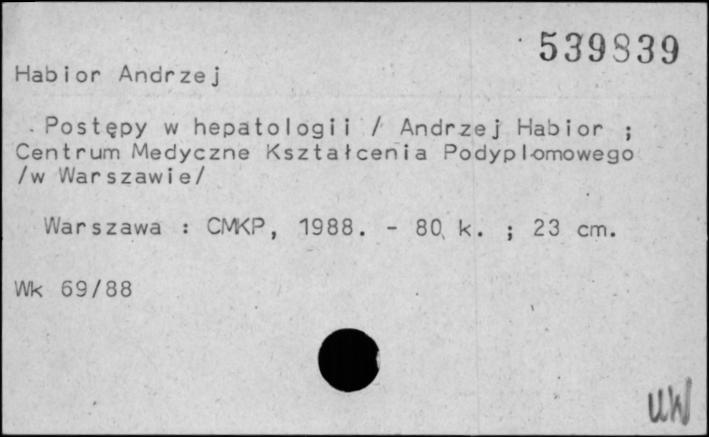 539839
Habior Andrzej
Postępy w hepatologii / Andrzej Habior ;
Centrum Medyczne Kształcenia Podyplomowego
/w Warszawie/
Warszawa : CMKP, 1988. - 80 k. ; 23 cm.
Wk 69/88
UW